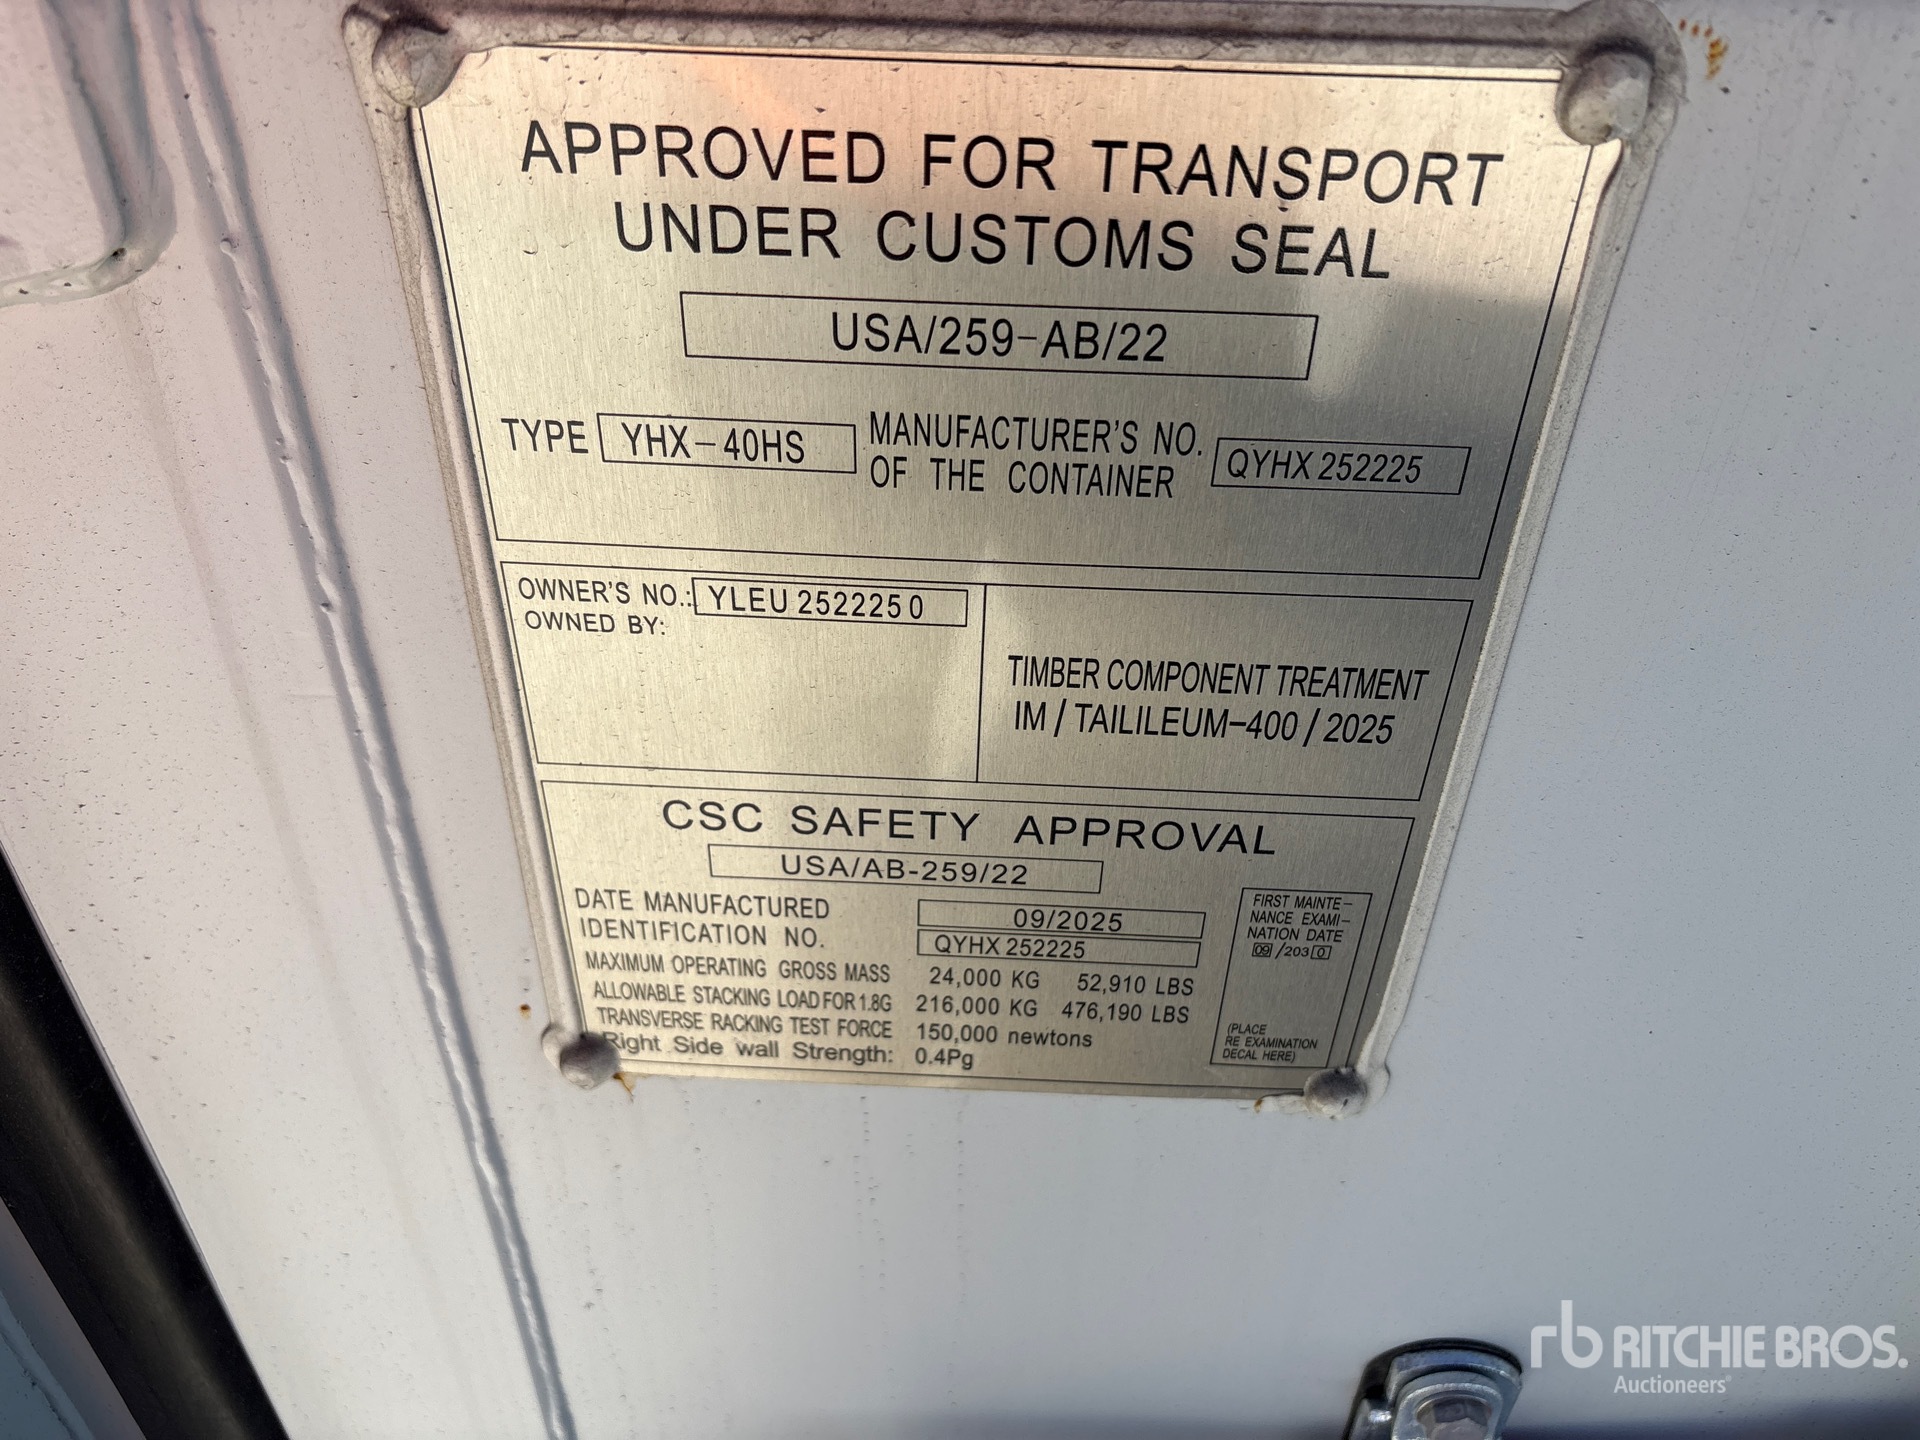 APPROVED FOR TRANSPORT
UNDER CUSTOMS SEAL
USA/259-AB/22
TYPE YHX-40HS MANUFACTURER'S NO. OF THE CONTAINER QYHX 252225
OWNER'S NO.: YLEU 252225 0
OWNED BY:
TIMBER COMPONENT TREATMENT
IM / TAILILEUM-400 / 2025
CSC SAFETY APPROVAL
USA/AB-259/22
DATE MANUFACTURED 09/2025
IDENTIFICATION NO. QYHX 252225
MAXIMUM OPERATING GROSS MASS 24,000 KG 52,910 LBS
ALLOWABLE STACKING LOAD FOR 1.8G 216,000 KG 476,190 LBS
TRANSVERSE RACKING TEST FORCE 150,000 newtons
Right Side wall Strength: 0.4Pg
FIRST MAINTE-
NANCE EXAMI-
NATION DATE
09/2030
(PLACE
RE EXAMINATION
DECAL HERE)
rb RITCHIE BROS.
Auctioneers